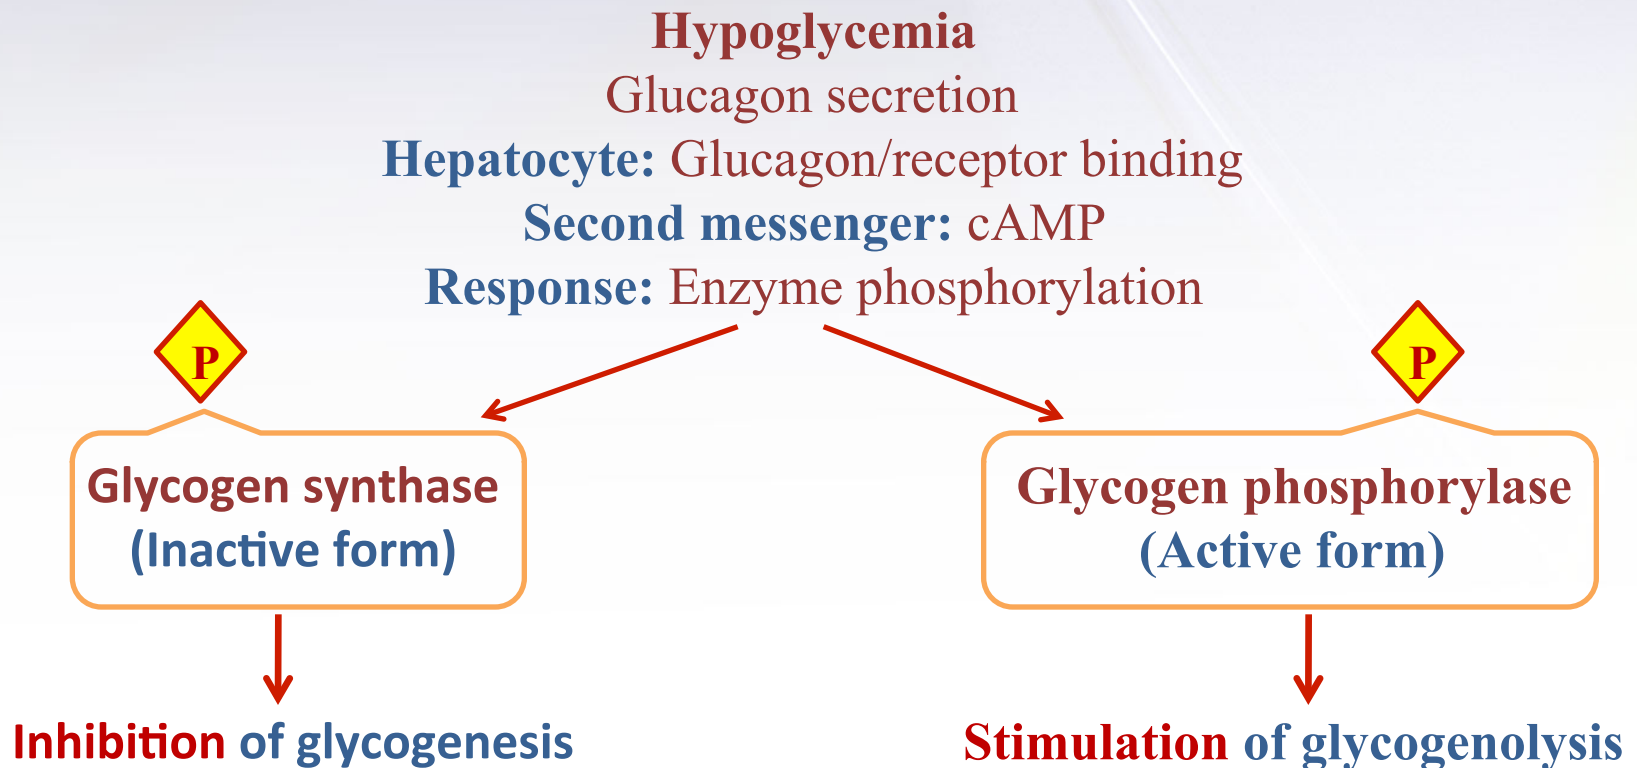 Hypoglycemia
Glucagon secretion
Hepatocyte: Glucagon/receptor binding
Second messenger: cAMP
Response: Enzyme phosphorylation
P
P
Glycogen synthase
(Inactive form)
Glycogen phosphorylase
(Active form)
Inhibition of glycogenesis
Stimulation of glycogenolysis